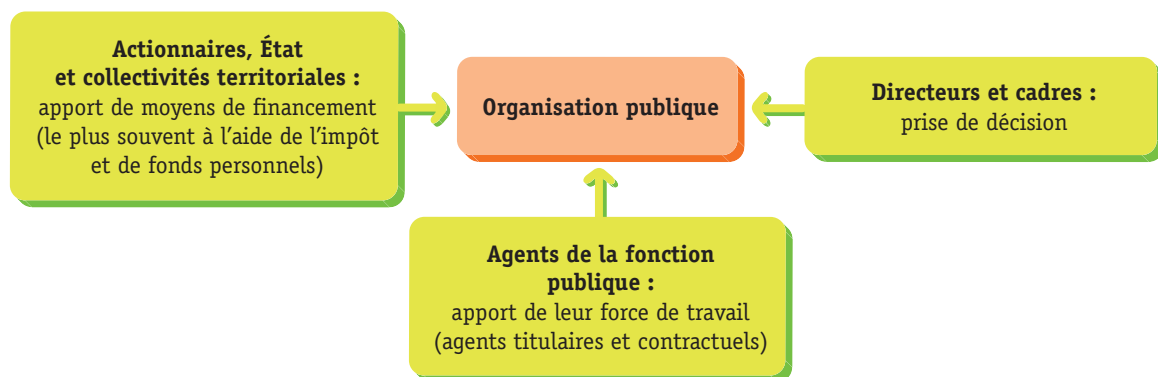 Actionnaires, État
et collectivités territoriales :
apport de moyens de financement
(le plus souvent à l’aide de l’impôt
et de fonds personnels)
Organisation publique
Directeurs et cadres :
prise de décision
Agents de la fonction
publique :
apport de leur force de travail
(agents titulaires et contractuels)